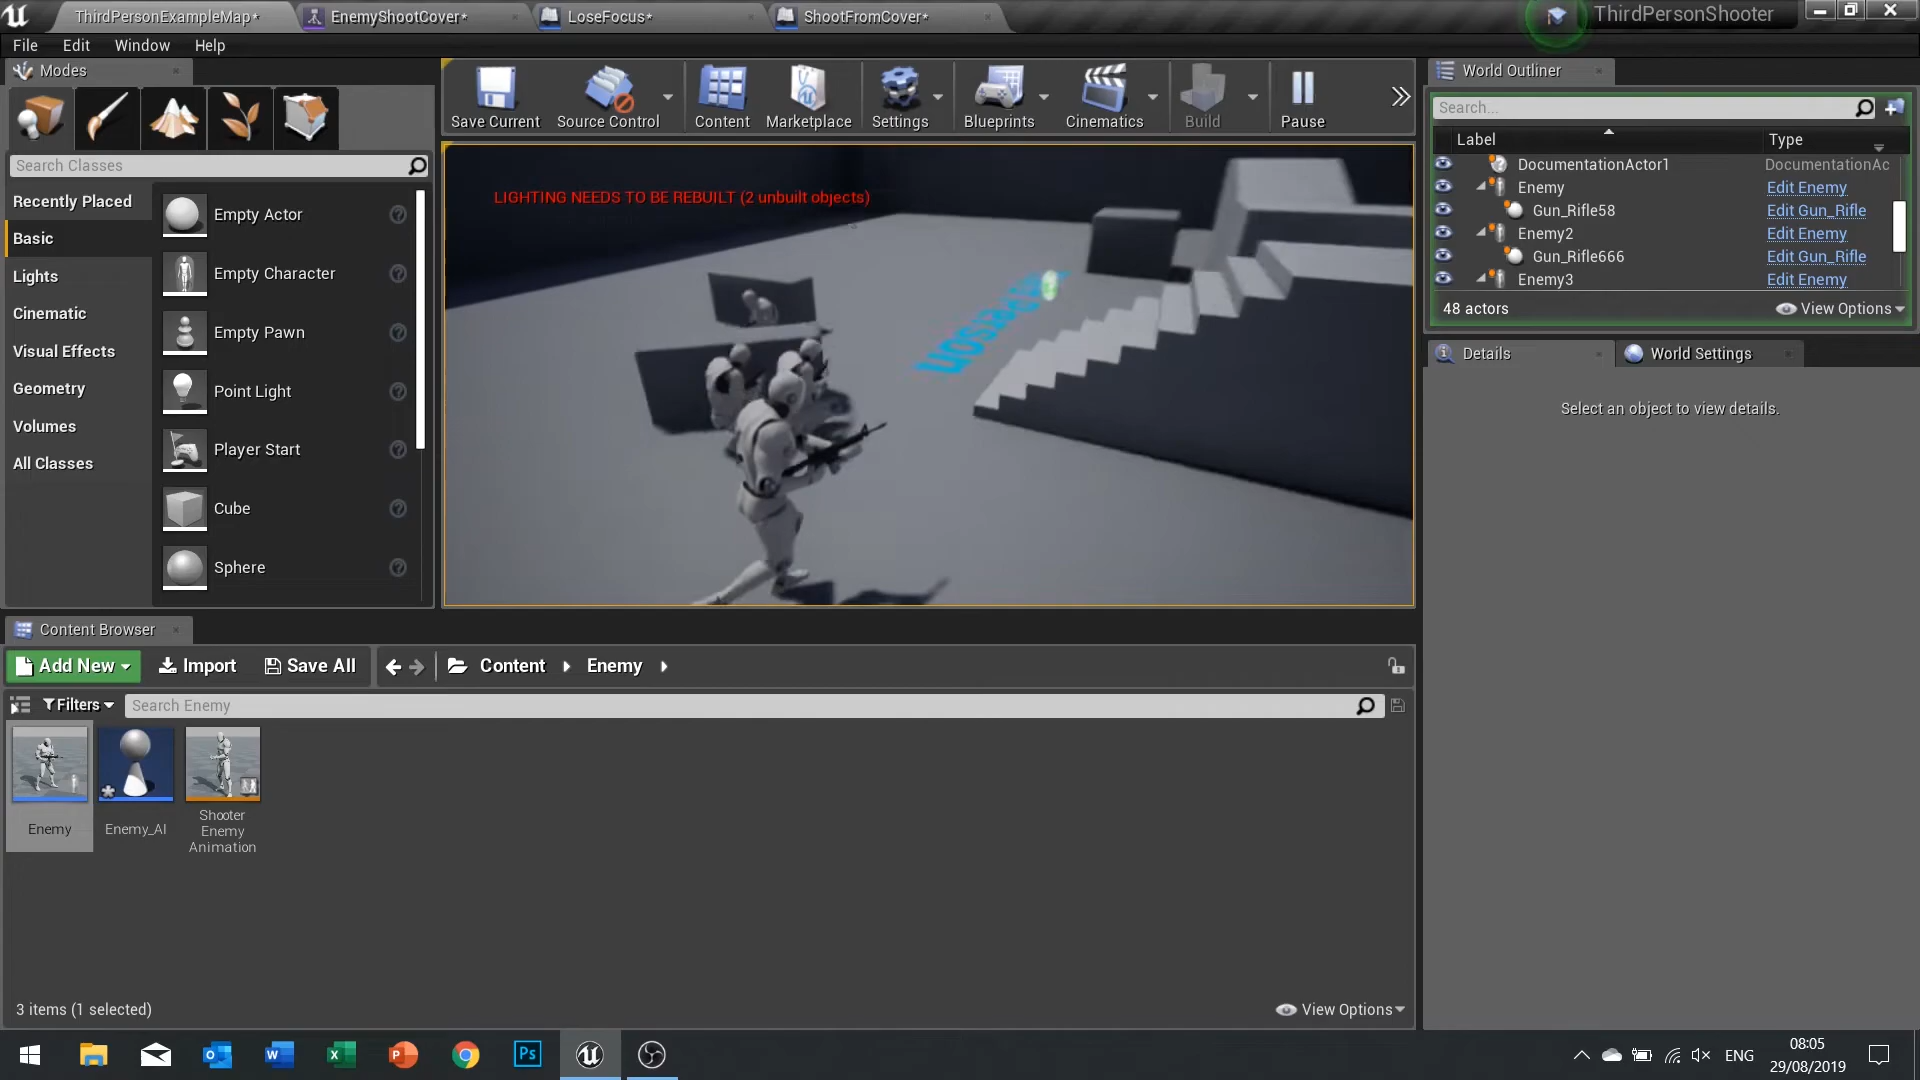 ThirdPersonExampleMap*
EnemyShootCover*
LoseFocus*
ShootFromCover*
ThirdPersonShooter
File Edit Window Help
Modes
Search Classes
Recently Placed
Basic
Lights
Cinematic
Visual Effects
Geometry
Volumes
All Classes
Empty Actor
Empty Character
Empty Pawn
Point Light
Player Start
Cube
Sphere
Save Current
Source Control
Content
Marketplace
Settings
Blueprints
Cinematics
Build
Pause
LIGHTING NEEDS TO BE REBUILT (2 unbuilt objects)
World Outliner
Search...
Label Type
DocumentationActor1 DocumentationAc
Enemy Edit Enemy
Gun_Rifle58 Edit Gun_Rifle
Enemy2 Edit Enemy
Gun_Rifle666 Edit Gun_Rifle
Enemy3 Edit Enemy
48 actors View Options
Details World Settings
Select an object to view details.
Content Browser
Add New Import Save All Content Enemy
Filters Search Enemy
Enemy
Enemy_AI
Shooter
Enemy
Animation
3 items (1 selected) View Options
ENG
08:05
29/08/2019